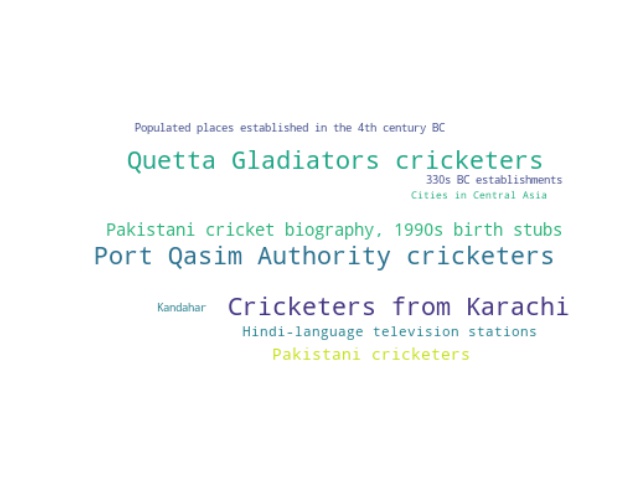 Populated places established in the 4th century BC
Quetta Gladiators cricketers
330s BC establishments
Cities in Central Asia
Pakistani cricket biography, 1990s birth stubs
Port Qasim Authority cricketers
Kandahar
Cricketers from Karachi
Hindi-language television stations
Pakistani cricketers